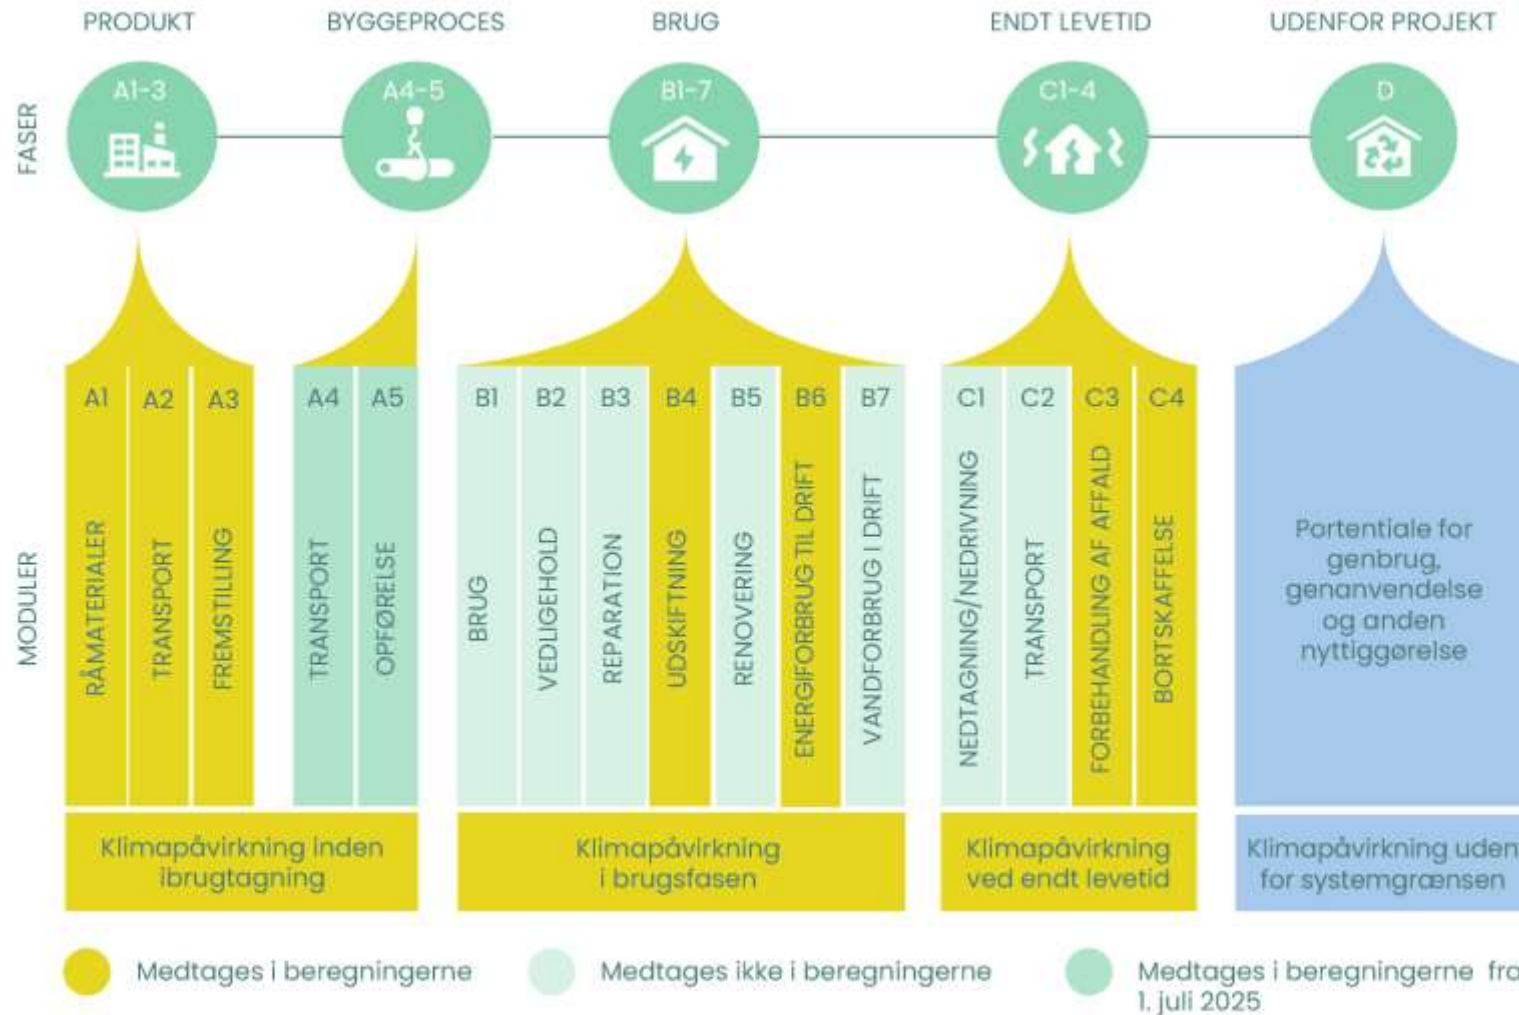 PRODUKT
BYGGEPROCES
BRUG
ENDT LEVETID
UDENFOR PROJEKT
FASER
A1-3
A4-5
B1-7
C1-4
D
MODULER
A1
A2
A3
A4
A5
B1
B2
B3
B4
B5
B6
B7
C1
C2
C3
C4
RÅMATERIALER
TRANSPORT
FREMSTILLING
TRANSPORT
OPFØRELSE
BRUG
VEDLIGEHOLD
REPARATION
UDSKIFTNING
RENOVERING
ENERGIFORBRUG TIL DRIFT
VANDFORBRUG I DRIFT
NEDTAGNING/NEDRIVNING
TRANSPORT
FORBEHANDLING AF AFFALD
BORTSKAFFELSE
Portentiale for
genbrug,
genanvendelse
og anden
nyttiggørelse
Klimapåvirkning inden
ibrugtagning
Klimapåvirkning
i brugsfasen
Klimapåvirkning
ved endt levetid
Klimapåvirkning uden
for systemgrænsen
Medtages i beregningerne
Medtages ikke i beregningerne
Medtages i beregningerne fra
1. juli 2025